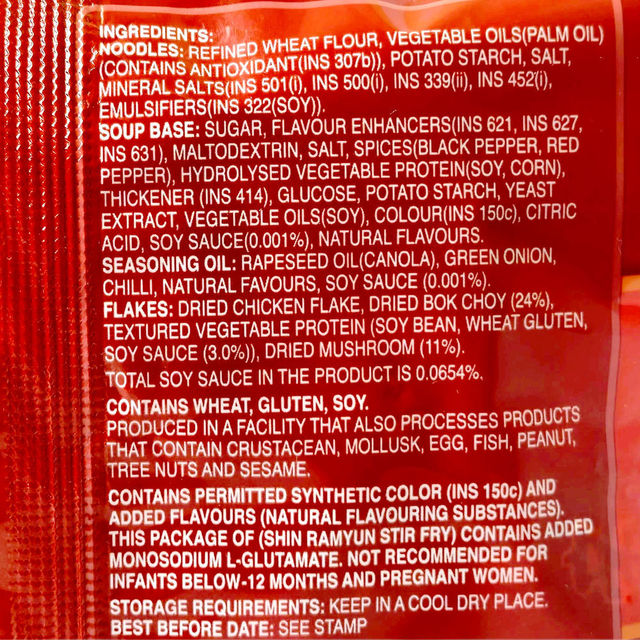 INGREDIENTS:
NOODLES: REFINED WHEAT FLOUR, VEGETABLE OILS(PALM OIL)
(CONTAINS ANTIOXIDANT(INS 307b)), POTATO STARCH, SALT,
MINERAL SALTS(INS 501(i), INS 500(i), INS 339(ii), INS 452(i),
EMULSIFIERS(INS 322(SOY)).
SOUP BASE: SUGAR, FLAVOUR ENHANCERS(INS 621, INS 627,
INS 631), MALTODEXTRIN, SALT, SPICES(BLACK PEPPER, RED
PEPPER), HYDROLYSED VEGETABLE PROTEIN(SOY, CORN),
THICKENER (INS 414), GLUCOSE, POTATO STARCH, YEAST
EXTRACT, VEGETABLE OILS(SOY), COLOUR(INS 150c), CITRIC
ACID, SOY SAUCE(0.001%), NATURAL FLAVOURS.
SEASONING OIL: RAPESEED OIL(CANOLA), GREEN ONION,
CHILLI, NATURAL FAVOURS, SOY SAUCE (0.001%).
FLAKES: DRIED CHICKEN FLAKE, DRIED BOK CHOY (24%),
TEXTURED VEGETABLE PROTEIN (SOY BEAN, WHEAT GLUTEN,
SOY SAUCE (3.0%)), DRIED MUSHROOM (11%).
TOTAL SOY SAUCE IN THE PRODUCT IS 0.0654%.
CONTAINS WHEAT, GLUTEN, SOY.
PRODUCED IN A FACILITY THAT ALSO PROCESSES PRODUCTS
THAT CONTAIN CRUSTACEAN, MOLLUSK, EGG, FISH, PEANUT,
TREE NUTS AND SESAME.
CONTAINS PERMITTED SYNTHETIC COLOR (INS 150c) AND
ADDED FLAVOURS (NATURAL FLAVOURING SUBSTANCES).
THIS PACKAGE OF (SHIN RAMYUN STIR FRY) CONTAINS ADDED
MONOSODIUM L-GLUTAMATE. NOT RECOMMENDED FOR
INFANTS BELOW-12 MONTHS AND PREGNANT WOMEN.
STORAGE REQUIREMENTS: KEEP IN A COOL DRY PLACE.
BEST BEFORE DATE: SEE STAMP